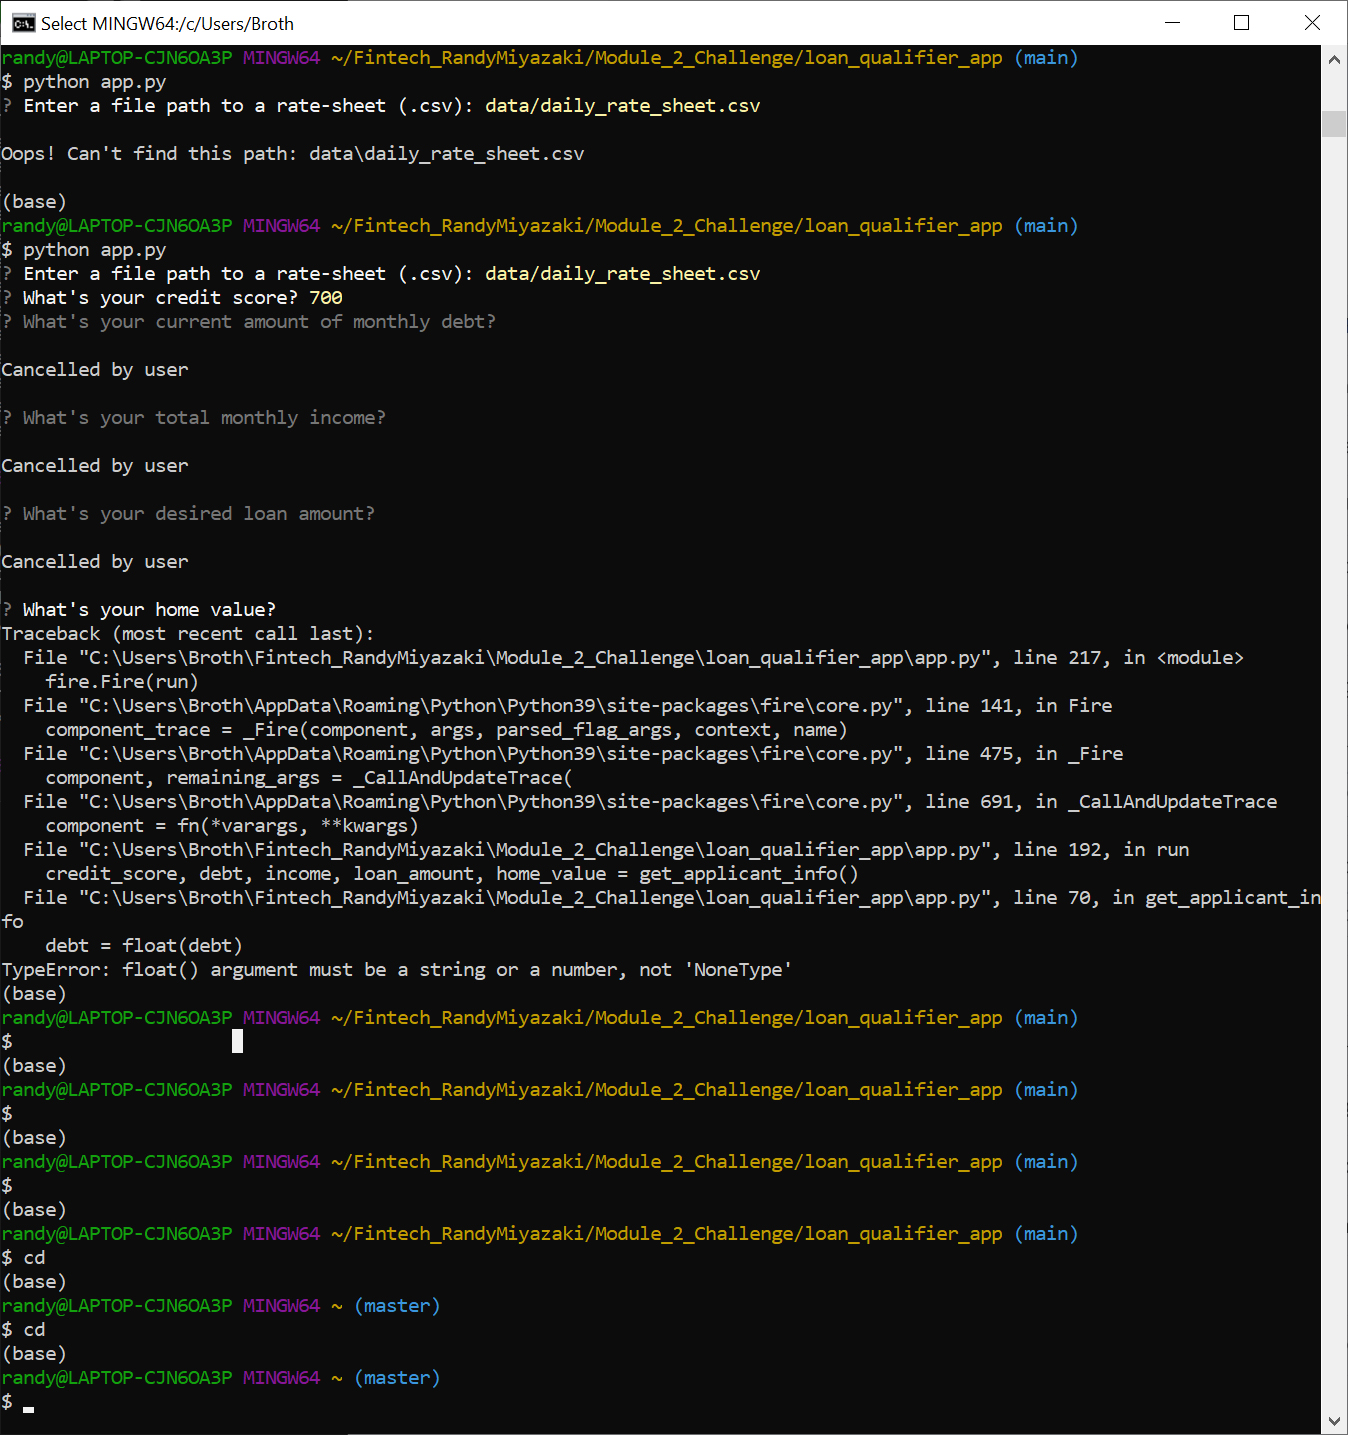 Select MINGW64:/c/Users/Broth
randy@LAPTOP-CJN6OA3P MINGW64 ~/Fintech_RandyMiyazaki/Module_2_Challenge/loan_qualifier_app (main)
$ python app.py
? Enter a file path to a rate-sheet (.csv): data/daily_rate_sheet.csv
Oops! Can't find this path: data\daily_rate_sheet.csv
(base)
randy@LAPTOP-CJN6OA3P MINGW64 ~/Fintech_RandyMiyazaki/Module_2_Challenge/loan_qualifier_app (main)
$ python app.py
? Enter a file path to a rate-sheet (.csv): data/daily_rate_sheet.csv
? What's your credit score? 700
? What's your current amount of monthly debt?
Cancelled by user
? What's your total monthly income?
Cancelled by user
? What's your desired loan amount?
Cancelled by user
? What's your home value?
Traceback (most recent call last):
  File "C:\Users\Broth\Fintech_RandyMiyazaki\Module_2_Challenge\loan_qualifier_app\app.py", line 217, in <module>
    fire.Fire(run)
  File "C:\Users\Broth\AppData\Roaming\Python\Python39\site-packages\fire\core.py", line 141, in Fire
    component_trace = _Fire(component, args, parsed_flag_args, context, name)
  File "C:\Users\Broth\AppData\Roaming\Python\Python39\site-packages\fire\core.py", line 475, in _Fire
    component, remaining_args = _CallAndUpdateTrace(
  File "C:\Users\Broth\AppData\Roaming\Python\Python39\site-packages\fire\core.py", line 691, in _CallAndUpdateTrace
    component = fn(*varargs, **kwargs)
  File "C:\Users\Broth\Fintech_RandyMiyazaki\Module_2_Challenge\loan_qualifier_app\app.py", line 192, in run
    credit_score, debt, income, loan_amount, home_value = get_applicant_info()
  File "C:\Users\Broth\Fintech_RandyMiyazaki\Module_2_Challenge\loan_qualifier_app\app.py", line 70, in get_applicant_in
fo
    debt = float(debt)
TypeError: float() argument must be a string or a number, not 'NoneType'
(base)
randy@LAPTOP-CJN6OA3P MINGW64 ~/Fintech_RandyMiyazaki/Module_2_Challenge/loan_qualifier_app (main)
$
(base)
randy@LAPTOP-CJN6OA3P MINGW64 ~/Fintech_RandyMiyazaki/Module_2_Challenge/loan_qualifier_app (main)
$
(base)
randy@LAPTOP-CJN6OA3P MINGW64 ~/Fintech_RandyMiyazaki/Module_2_Challenge/loan_qualifier_app (main)
$
(base)
randy@LAPTOP-CJN6OA3P MINGW64 ~/Fintech_RandyMiyazaki/Module_2_Challenge/loan_qualifier_app (main)
$ cd
(base)
randy@LAPTOP-CJN6OA3P MINGW64 ~ (master)
$ cd
(base)
randy@LAPTOP-CJN6OA3P MINGW64 ~ (master)
$